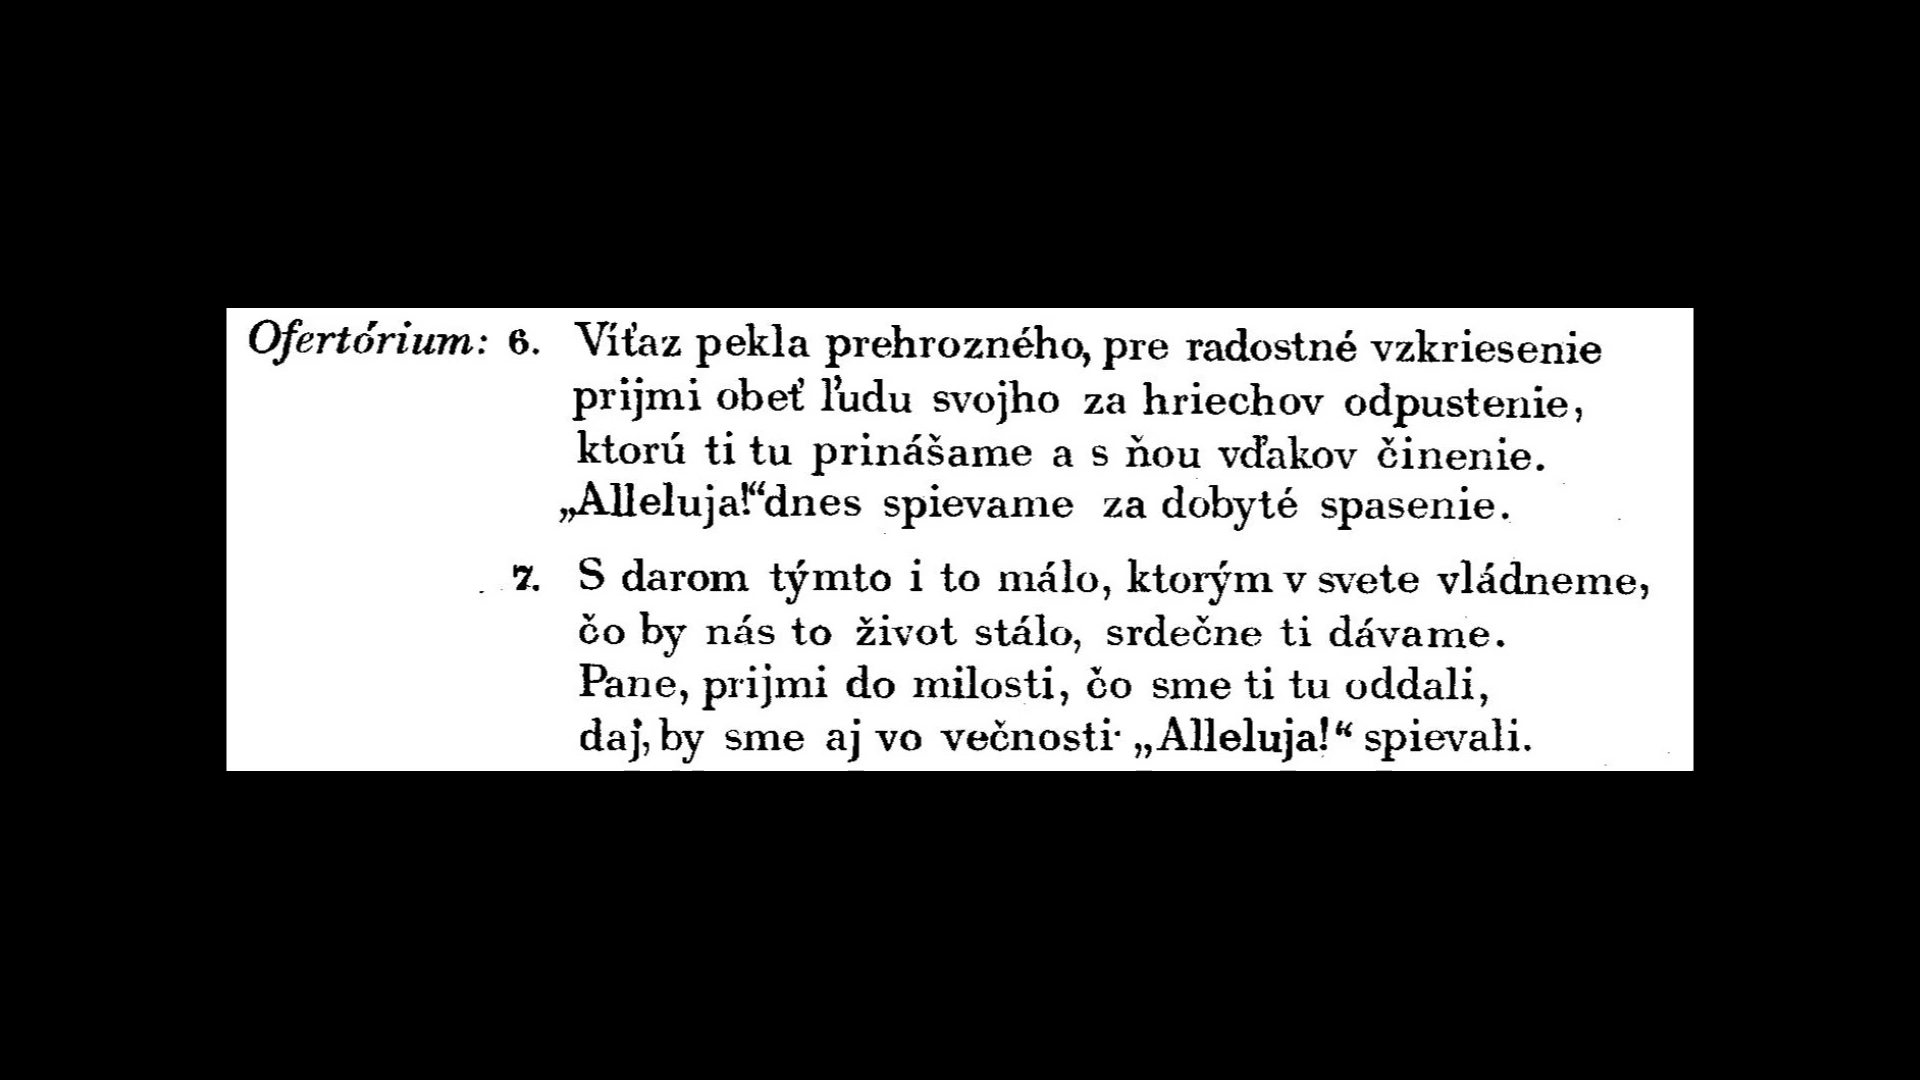 Ofertórium: 6. Víťaz pekla prehrozného, pre radostné vzkriesenie
prijmi obeť ľudu svojho za hriechov odpustenie,
ktorú ti tu prinášame a s ňou vďakov činenie.
„Alleluja!“ dnes spievame za dobyté spasenie.
7. S darom týmto i to málo, ktorým v svete vládneme,
čo by nás to život stálo, srdečne ti dávame.
Pane, prijmi do milosti, čo sme ti tu oddali,
daj, by sme aj vo večnosti „Alleluja!“ spievali.